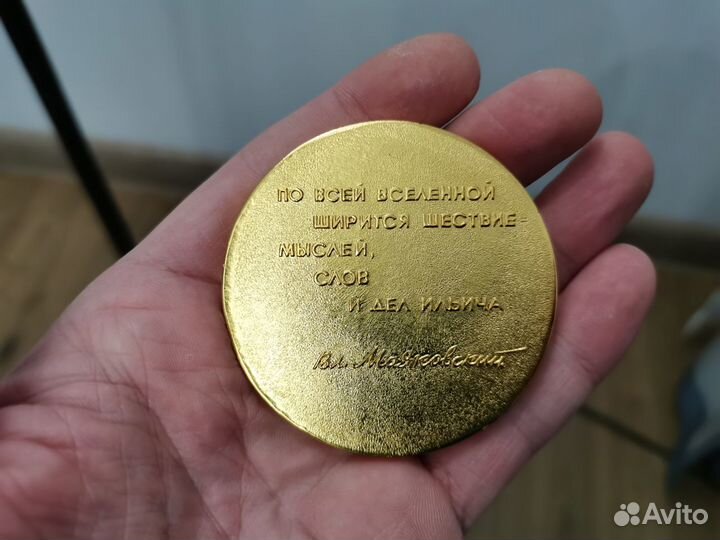 ПО ВСЕЙ ВСЕЛЕННОЙ
ШИРИТСЯ ШЕСТВИЕ–
МЫСЛЕЙ,
СЛОВ
И ДЕЛ ИЛЬИЧА
Вл. Маяковский
Avito